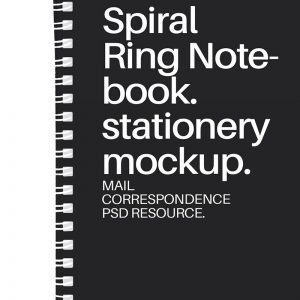 Spiral
Ring Note-
book.
stationery
mockup.
MAIL
CORRESPONDENCE
PSD RESOURCE.